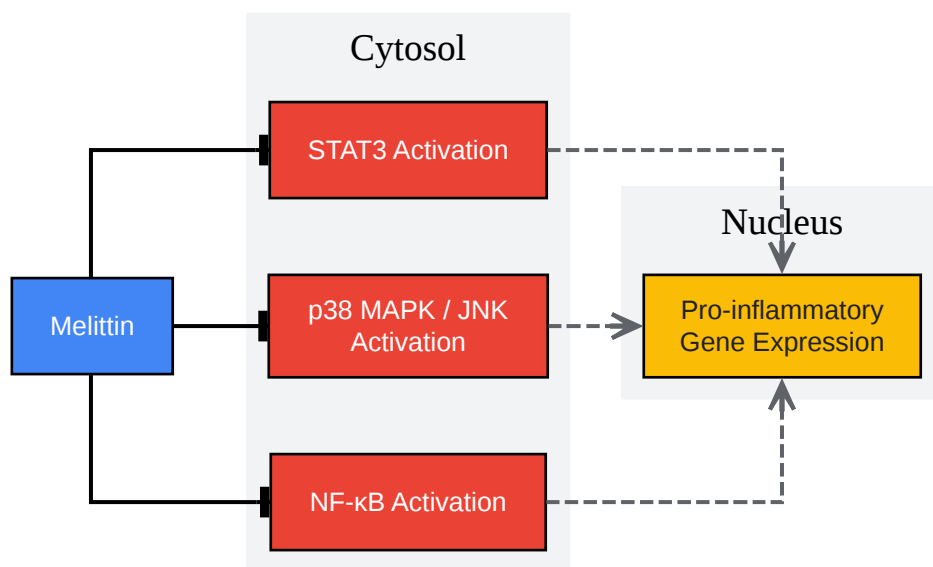 Cytosol
STAT3 Activation
Nucleus
Melittin
p38 MAPK / JNK
Activation
Pro-inflammatory
Gene Expression
NF-κB Activation